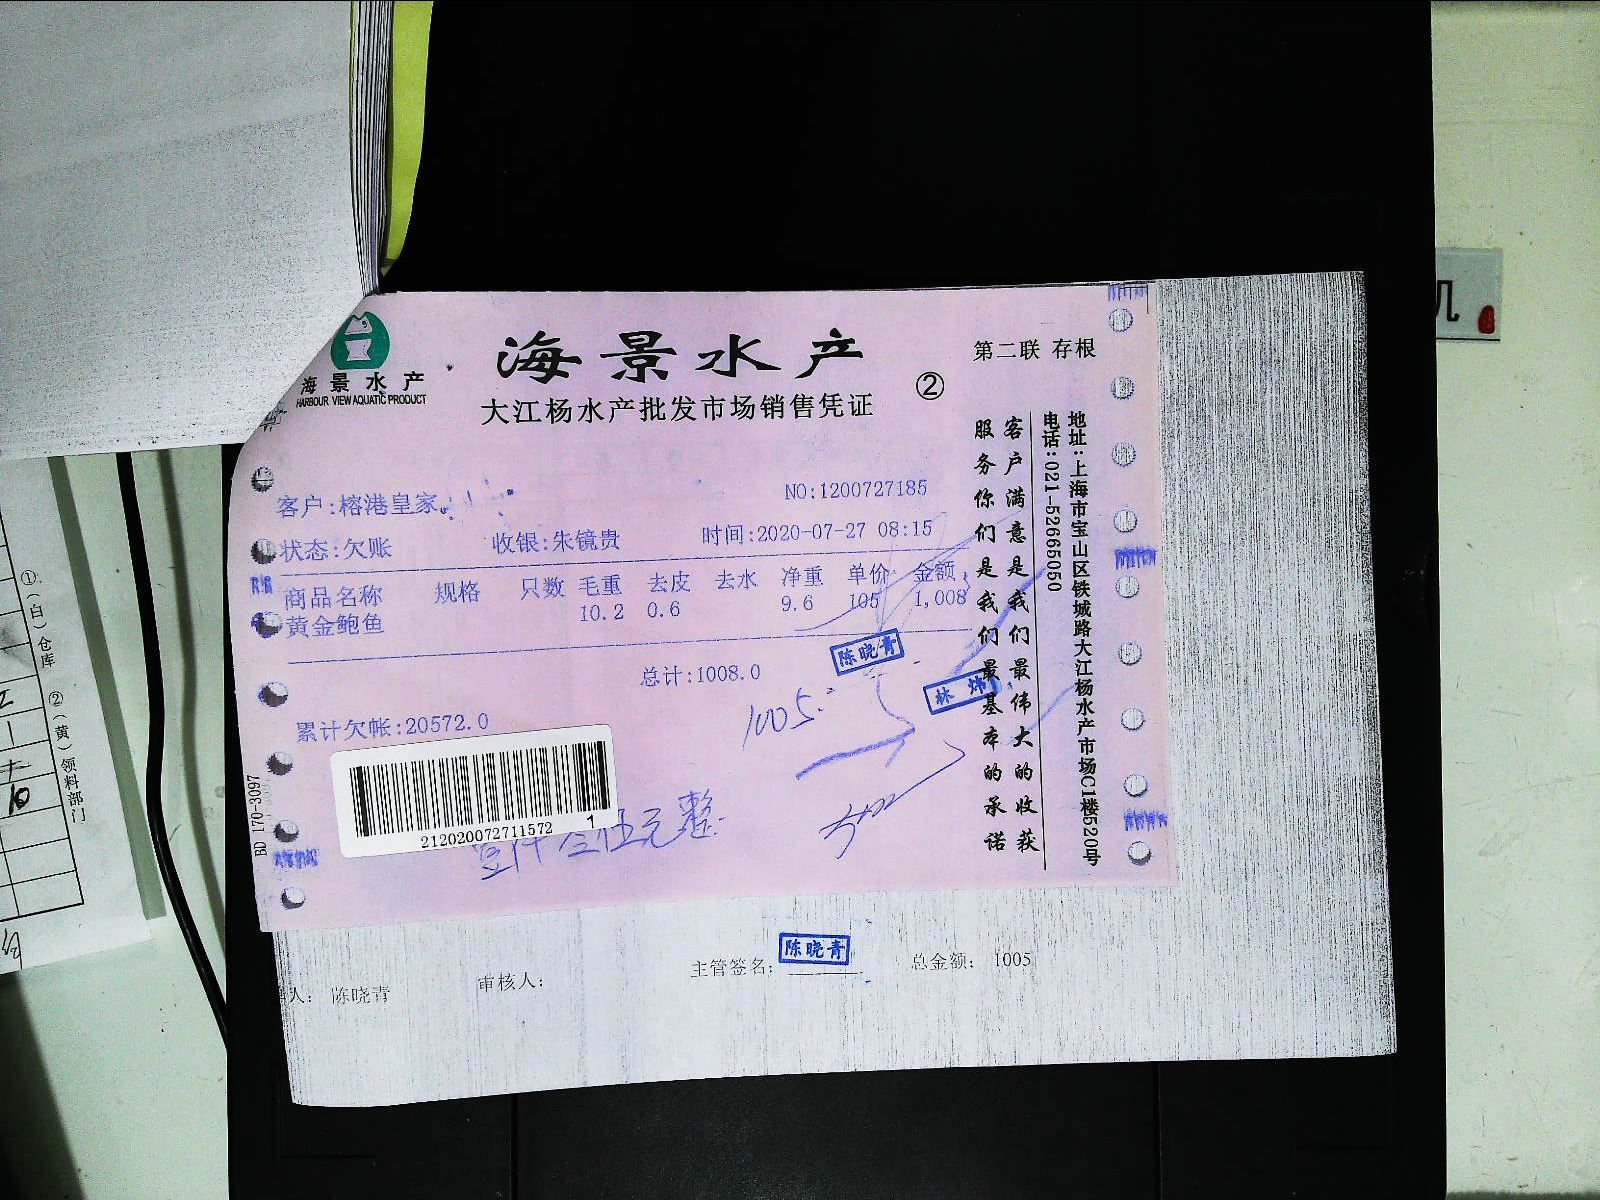 海景水产
HARBOUR VIEW AQUATIC PRODUCT
海景水产
大江杨水产批发市场销售凭证
②
第二联 存根
客户:榕港皇家
NO:1200727185
状态:欠账 收银:朱镜贵 时间:2020-07-27 08:15
商品名称 规格 只数 毛重 去皮 去水 净重 单价 金额
黄金鲍鱼 10.2 0.6 9.6 105 1,008
总计:1008.0
陈晓青
林炜
1005.
累计欠帐:20572.0
212020072711572 1
壹仟零伍元整
BD 170-3097
客户满意是我们最伟大的收获
服务你们是我们最基本的承诺
地址:上海市宝山区铁城路大江杨水产市场C1楼520号
电话:021-52665050
人: 陈晓青
审核人:
主管签名: 陈晓青
总金额: 1005
①(白)仓库 ②(黄)领料部门
10
机